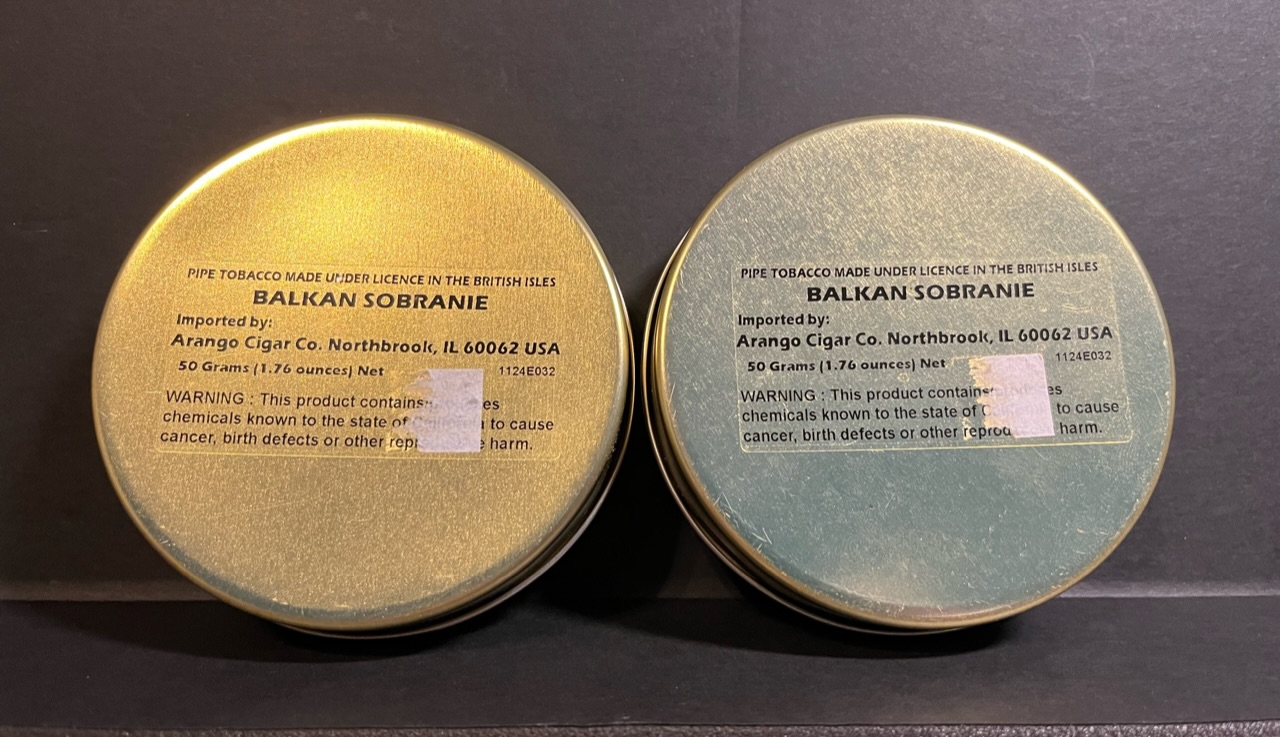 PIPE TOBACCO MADE UNDER LICENCE IN THE BRITISH ISLES
BALKAN SOBRANIE
Imported by:
Arango Cigar Co. Northbrook, IL 60062 USA
50 Grams (1.76 ounces) Net 1124E032
WARNING : This product contains
chemicals known to the state of California to cause
cancer, birth defects or other harm.
PIPE TOBACCO MADE UNDER LICENCE IN THE BRITISH ISLES
BALKAN SOBRANIE
Imported by:
Arango Cigar Co. Northbrook, IL 60062 USA
50 Grams (1.76 ounces) Net 1124E032
WARNING : This product contains
chemicals known to the state of to cause
cancer, birth defects or other harm.